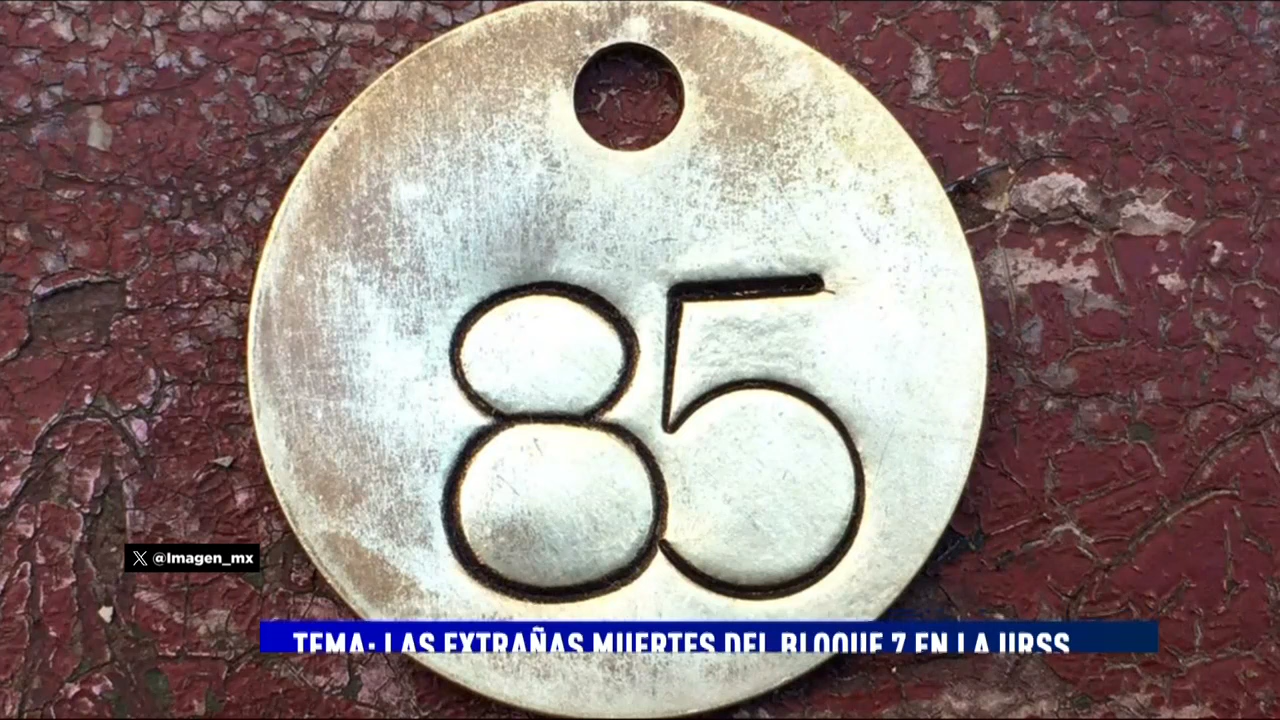 85
X @Imagen_mx
TEMA: LAS EXTRAÑAS MUERTES DEL BLOQUE 7 EN LA URSS